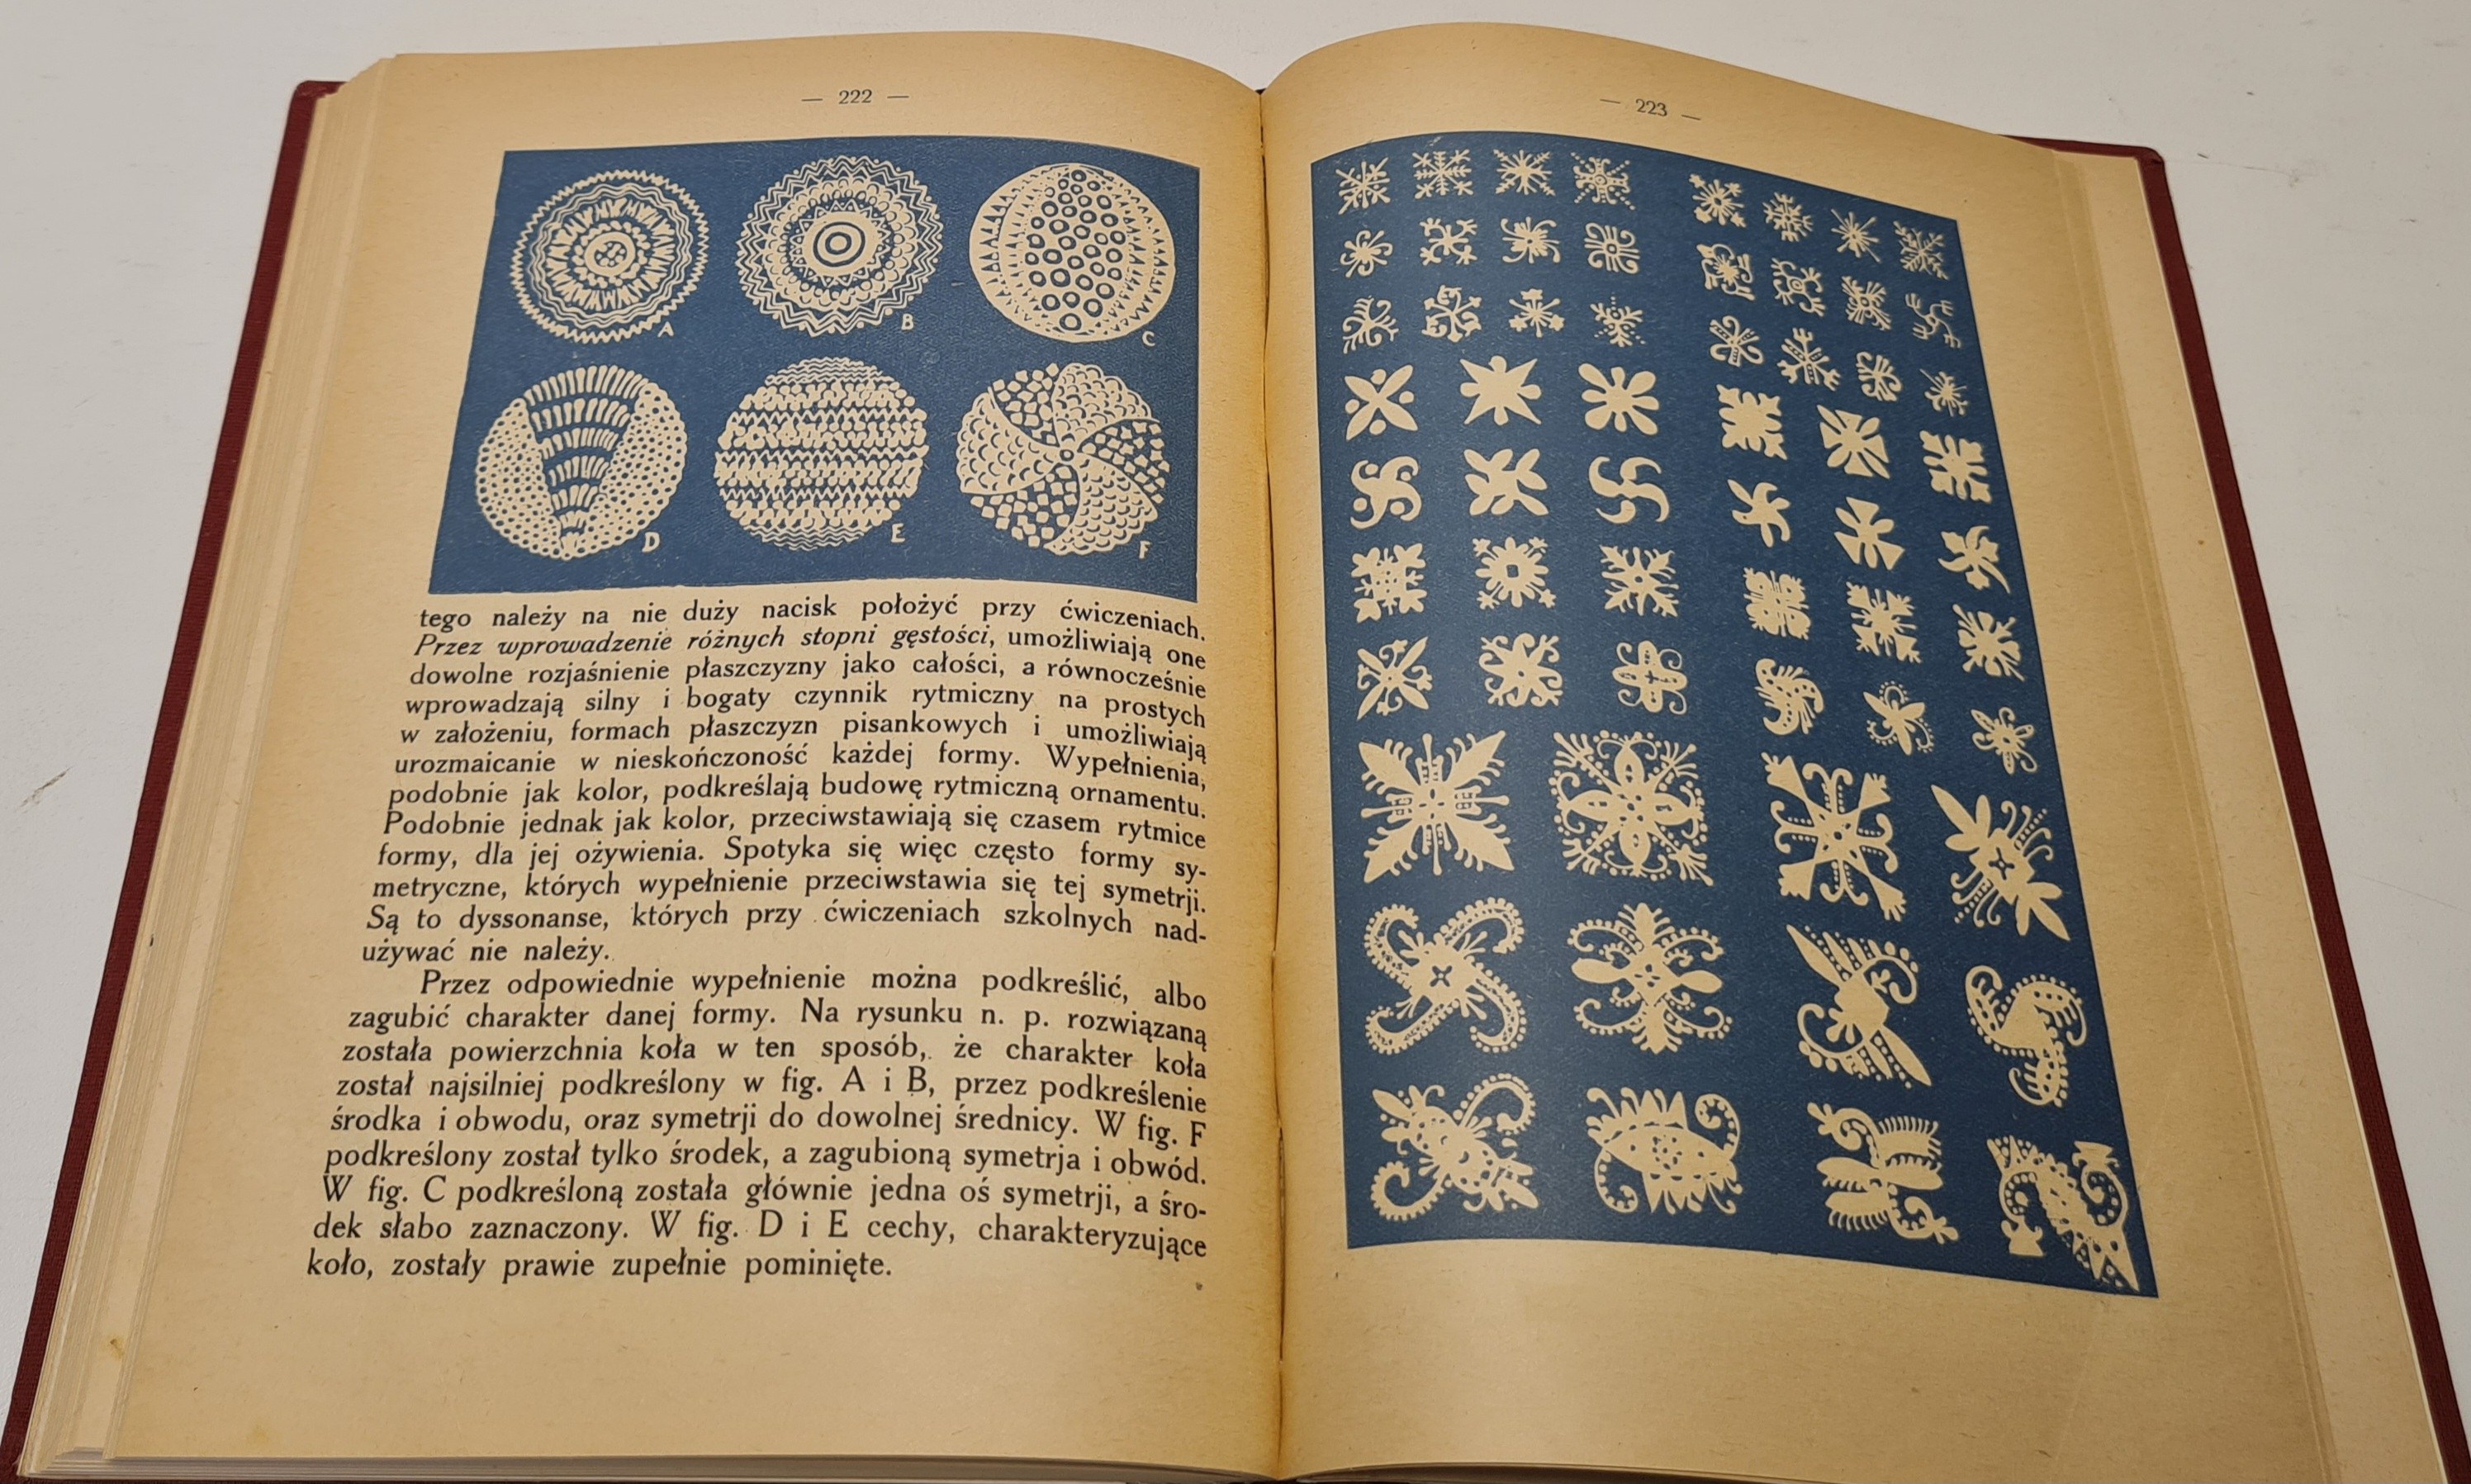 — 222 —
A
B
C
D
E
F
tego należy na nie duży nacisk położyć przy ćwiczeniach.
Przez wprowadzenie różnych stopni gęstości, umożliwiają one
dowolne rozjaśnienie płaszczyzny jako całości, a równocześnie
wprowadzają silny i bogaty czynnik rytmiczny na prostych
w założeniu, formach płaszczyzn pisankowych i umożliwiają
urozmaicanie w nieskończoność każdej formy. Wypełnienia,
podobnie jak kolor, podkreślają budowę rytmiczną ornamentu.
Podobnie jednak jak kolor, przeciwstawiają się czasem rytmice
formy, dla jej ożywienia. Spotyka się więc często formy sy-
metryczne, których wypełnienie przeciwstawia się tej symetrji.
Są to dyssonanse, których przy ćwiczeniach szkolnych nad-
używać nie należy.
Przez odpowiednie wypełnienie można podkreślić, albo
zagubić charakter danej formy. Na rysunku n. p. rozwiązaną
została powierzchnia koła w ten sposób, że charakter koła
został najsilniej podkreślony w fig. A i B, przez podkreślenie
środka i obwodu, oraz symetrji do dowolnej średnicy. W fig. F
podkreślony został tylko środek, a zagubioną symetrja i obwód.
W fig. C podkreśloną została głównie jedna oś symetrji, a śro-
dek słabo zaznaczony. W fig. D i E cechy, charakteryzujące
koło, zostały prawie zupełnie pominięte.
— 223 —